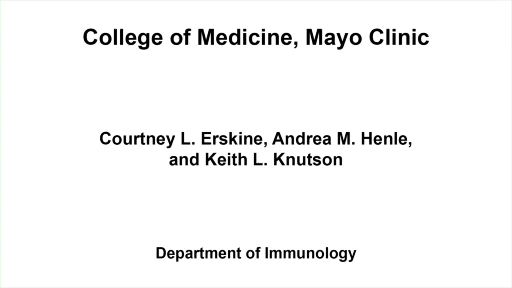 College of Medicine, Mayo Clinic
Courtney L. Erskine, Andrea M. Henle,
and Keith L. Knutson
Department of Immunology